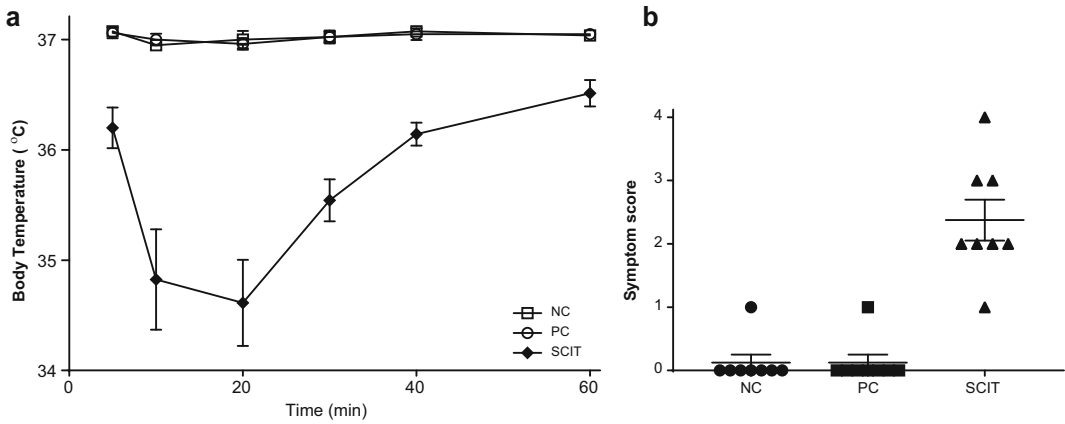 a
37
36
35
34
Body Temperature ( °C)
0
20
40
60
Time (min)
NC
PC
SCIT
b
4
3
2
1
0
Symptom score
NC
PC
SCIT